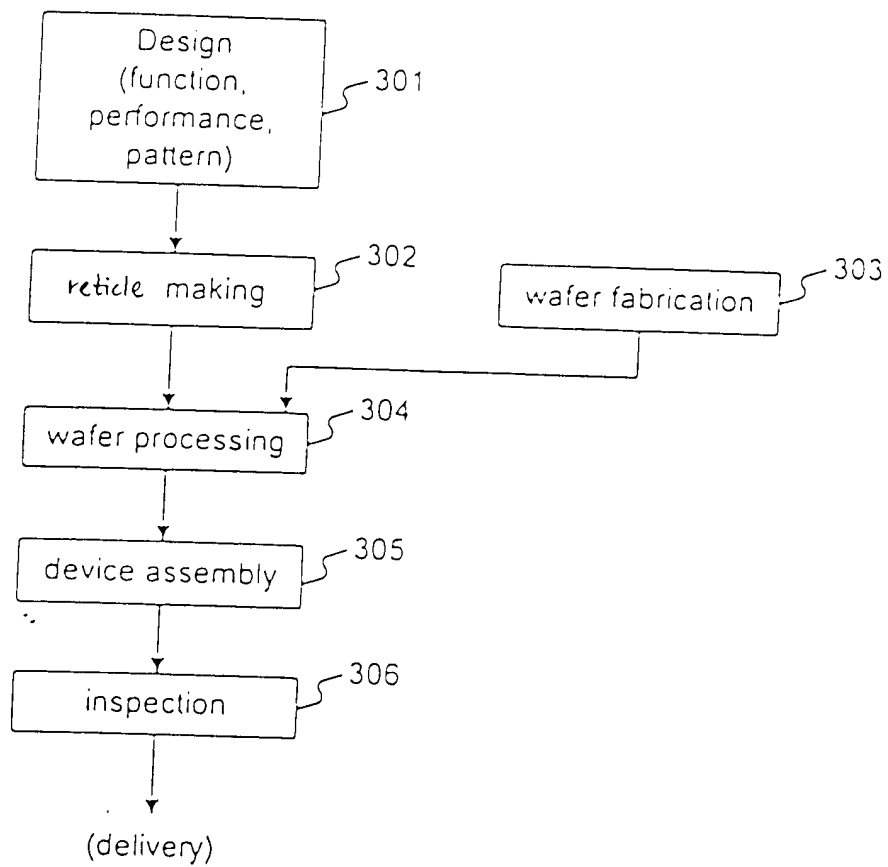 Design
(function,
performance,
pattern)
301
reticle making
302
wafer fabrication
303
wafer processing
304
device assembly
305
inspection
306
(delivery)